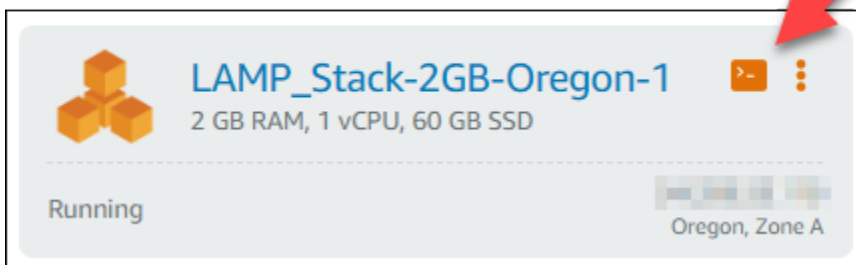 LAMP_Stack-2GB-Oregon-1
2 GB RAM, 1 vCPU, 60 GB SSD
Running
Oregon, Zone A